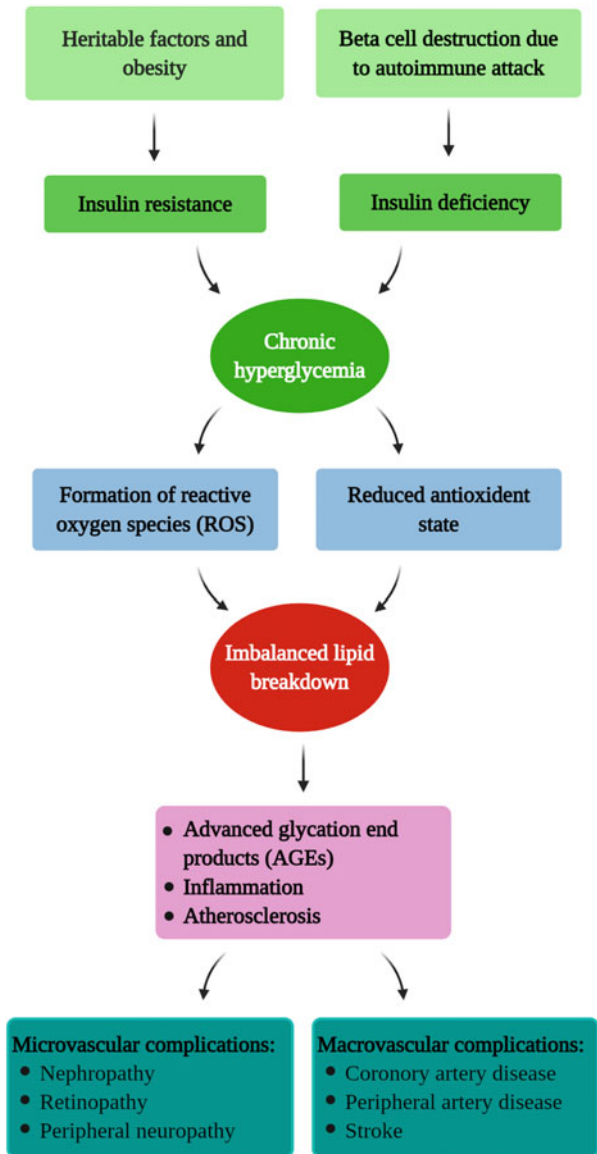 Heritable factors and
obesity
Beta cell destruction due
to autoimmune attack
Insulin resistance
Insulin deficiency
Chronic
hyperglycemia
Formation of reactive
oxygen species (ROS)
Reduced antioxident
state
Imbalanced lipid
breakdown
• Advanced glycation end
products (AGEs)
• Inflammation
• Atherosclerosis
Microvascular complications:
• Nephropathy
• Retinopathy
• Peripheral neuropathy
Macrovascular complications:
• Coronory artery disease
• Peripheral artery disease
• Stroke